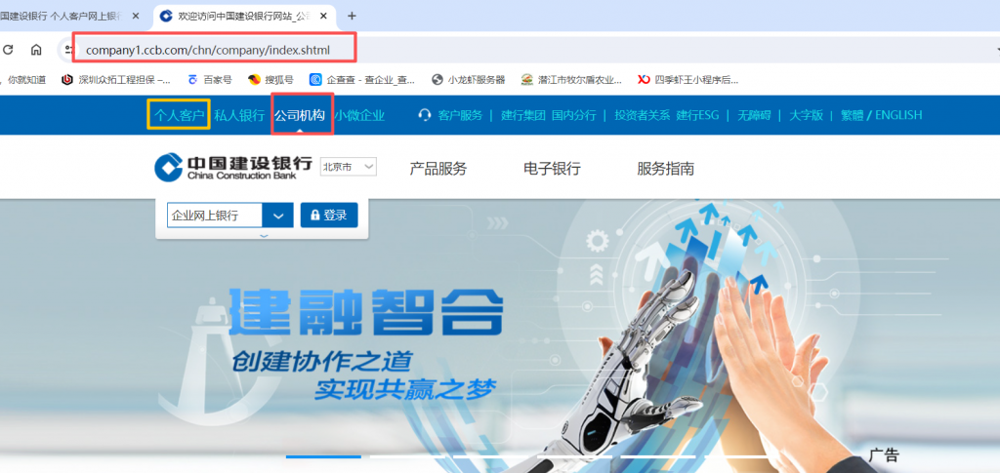 国建设银行 个人客户网上银行
欢迎访问中国建设银行网站_公司
company1.ccb.com/chn/company/index.shtml
，你就知道 深圳众拓工程担保 –... 百家号 搜狐号 企查查 - 查企业_查... 小龙虾服务器 潜江市牧尔盾农业... 四季虾王小程序后...
个人客户 私人银行 公司机构 小微企业 客户服务 | 建行集团 国内分行 | 投资者关系 建行ESG | 无障碍 | 大字版 | 繁體 / ENGLISH
中国建设银行
China Construction Bank
北京市
产品服务 电子银行 服务指南
企业网上银行 登录
建融智合
创建协作之道
实现共赢之梦
广告